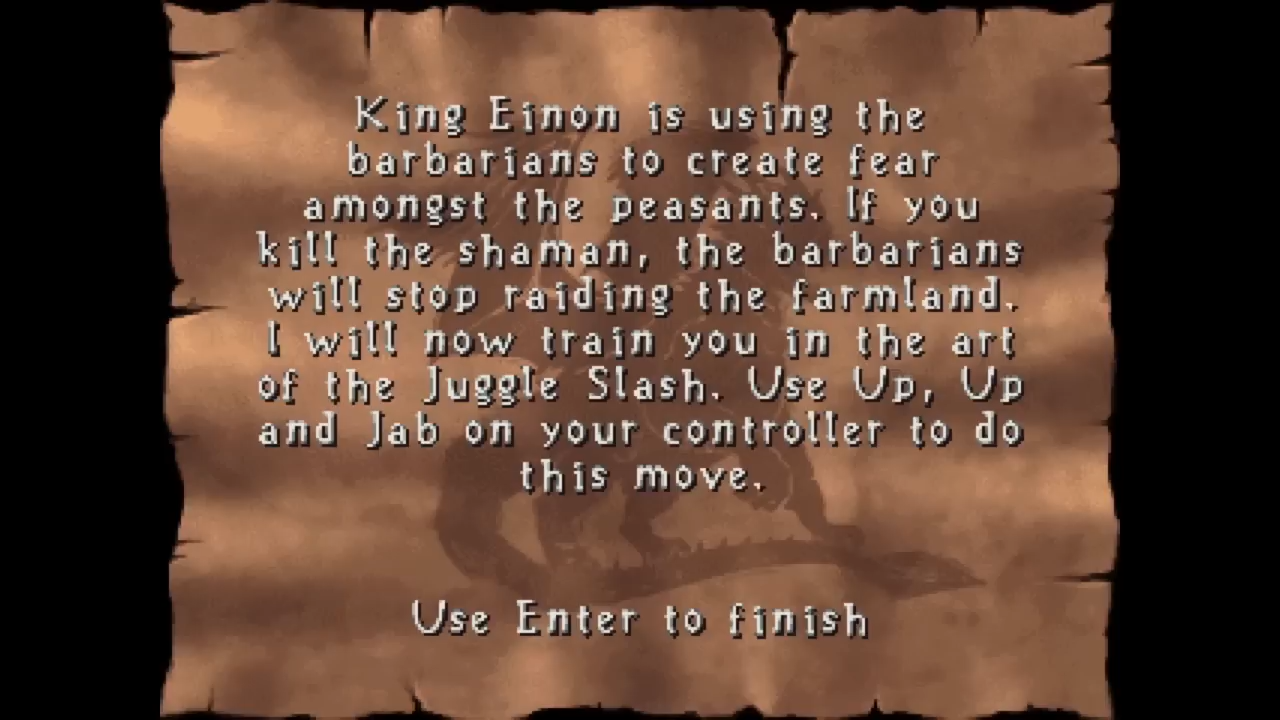 King Einon is using the
barbarians to create fear
amongst the peasants. If you
kill the shaman, the barbarians
will stop raiding the farmland.
I will now train you in the art
of the Juggle Slash. Use Up, Up
and Jab on your controller to do
this move.
Use Enter to finish